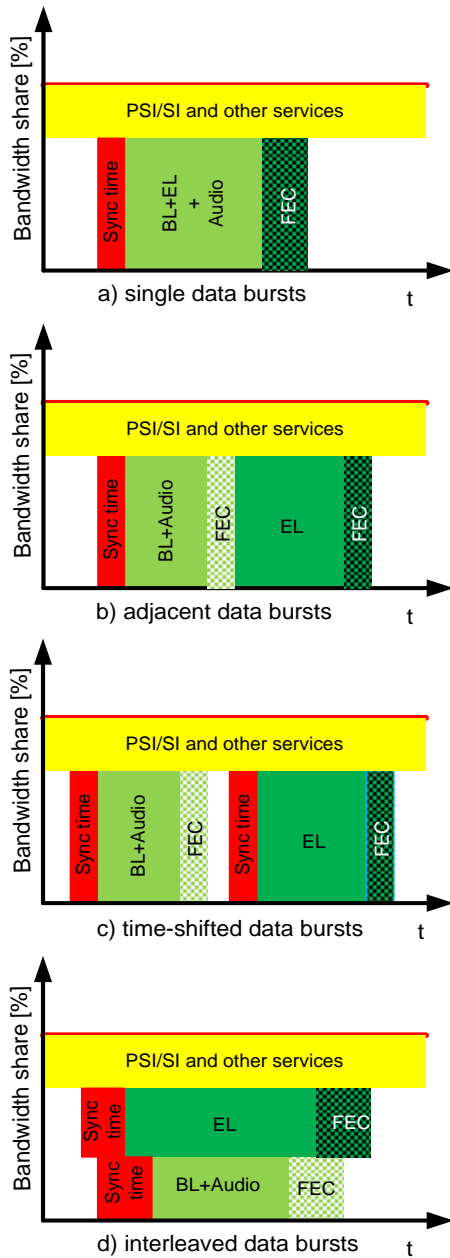 Bandwidth share [%]
PSI/SI and other services
Sync time
BL+EL
+
Audio
FEC
t
a) single data bursts
Bandwidth share [%]
PSI/SI and other services
Sync time
BL+Audio
FEC
EL
FEC
t
b) adjacent data bursts
Bandwidth share [%]
PSI/SI and other services
Sync time
BL+Audio
FEC
Sync time
EL
FEC
t
c) time-shifted data bursts
Bandwidth share [%]
PSI/SI and other services
Sync
time
EL
FEC
Sync
time
BL+Audio
FEC
t
d) interleaved data bursts